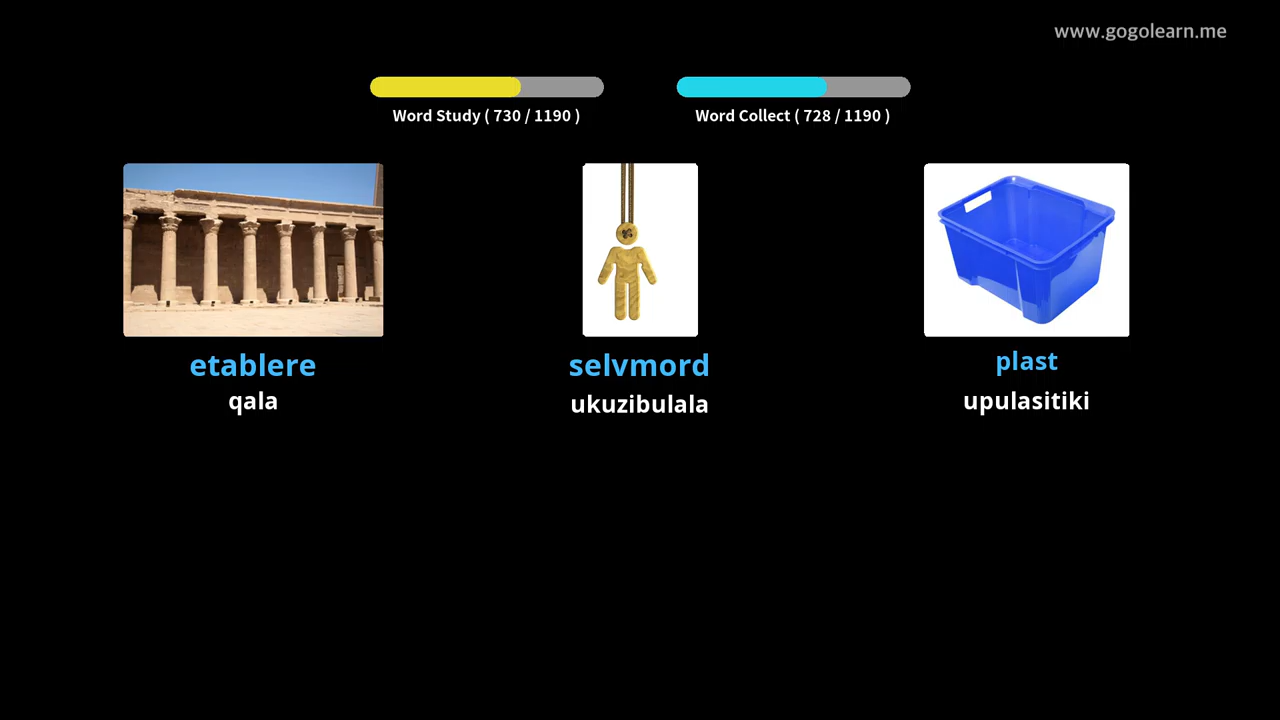 www.gogolearn.me
Word Study ( 730 / 1190 )
Word Collect ( 728 / 1190 )
etablere
qala
selvmord
ukuzibulala
plast
upulasitiki